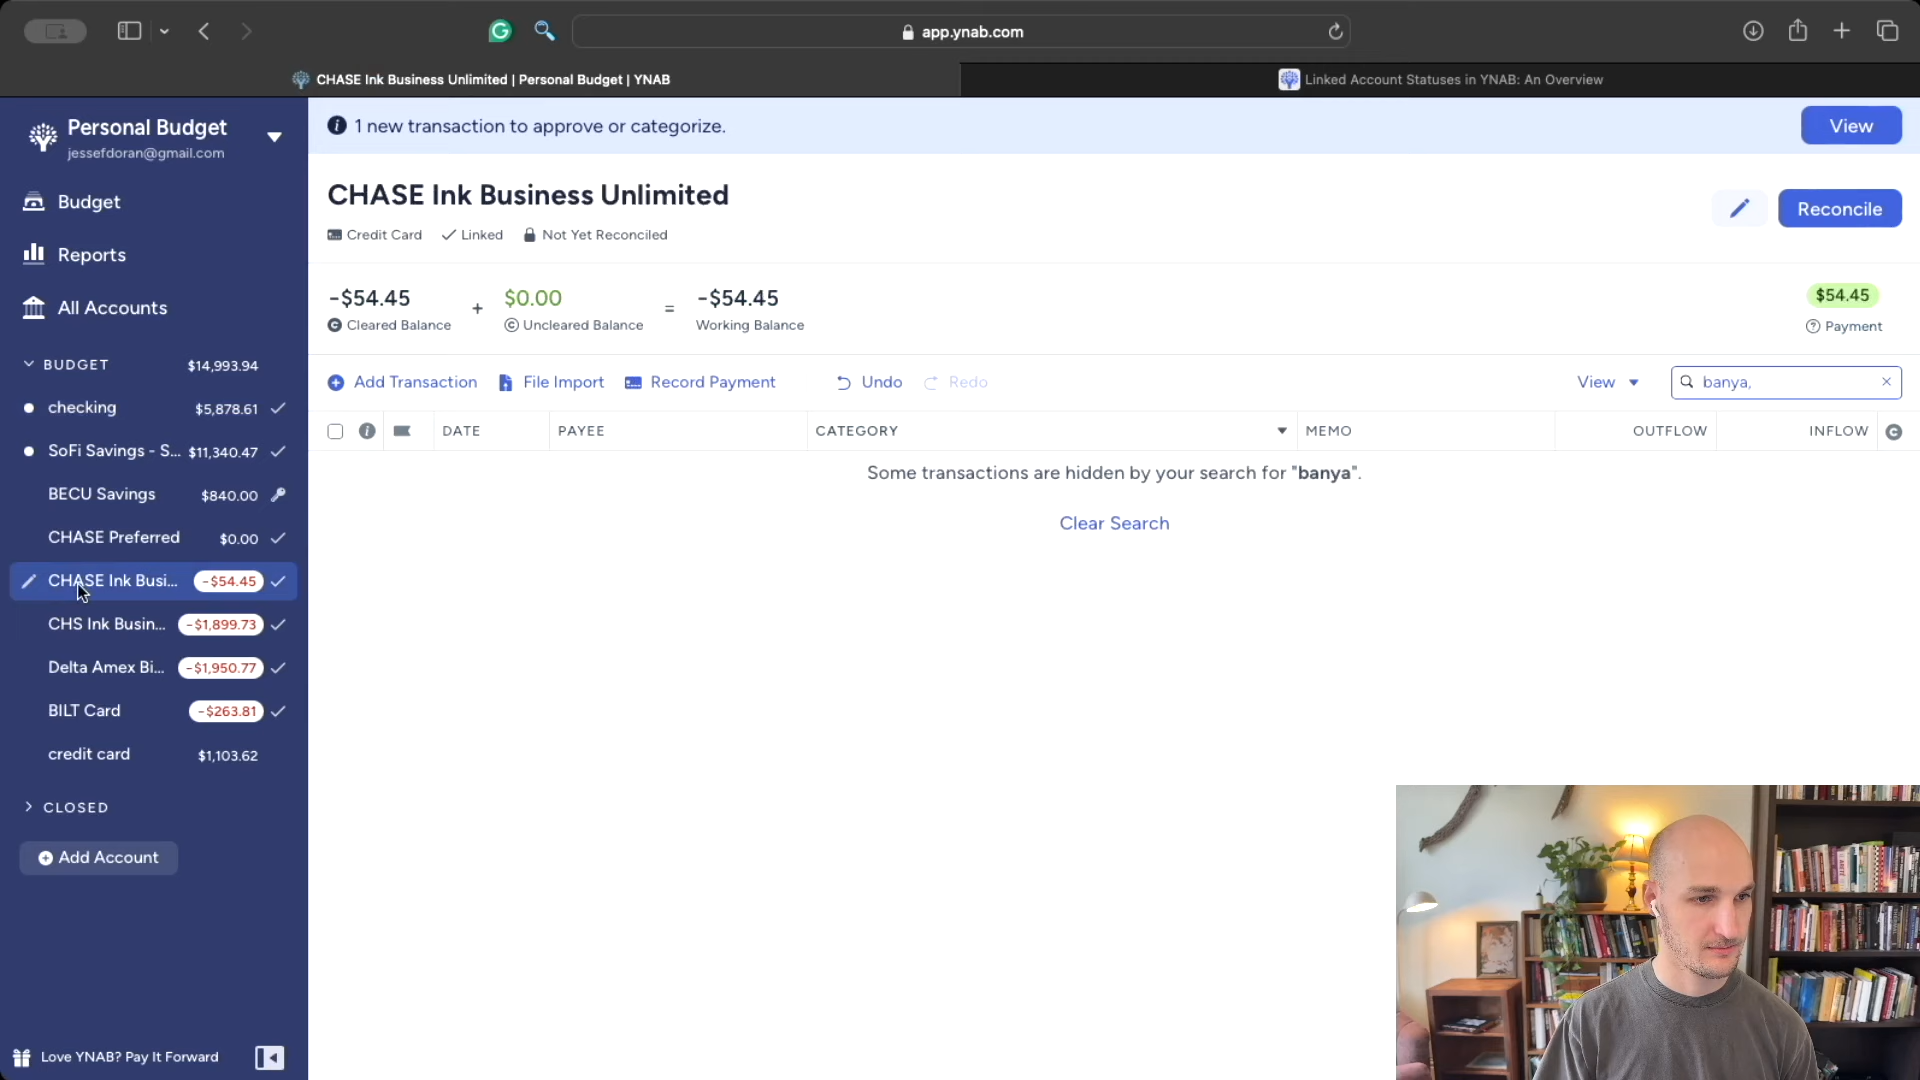 app.ynab.com
CHASE Ink Business Unlimited | Personal Budget | YNAB
Linked Account Statuses in YNAB: An Overview
Personal Budget
jessefdoran@gmail.com
Budget
Reports
All Accounts
BUDGET $14,993.94
checking $5,878.61
SoFi Savings - S... $11,340.47
BECU Savings $840.00
CHASE Preferred $0.00
CHASE Ink Busi... -$54.45
CHS Ink Busin... -$1,899.73
Delta Amex Bi... -$1,950.77
BILT Card -$263.81
credit card $1,103.62
CLOSED
Add Account
Love YNAB? Pay It Forward
1 new transaction to approve or categorize.
View
CHASE Ink Business Unlimited
Credit Card Linked Not Yet Reconciled
Reconcile
-$54.45 + $0.00 = -$54.45
Cleared Balance Uncleared Balance Working Balance
$54.45
Payment
Add Transaction File Import Record Payment Undo Redo
View banya,
DATE PAYEE CATEGORY MEMO OUTFLOW INFLOW C
Some transactions are hidden by your search for "banya".
Clear Search